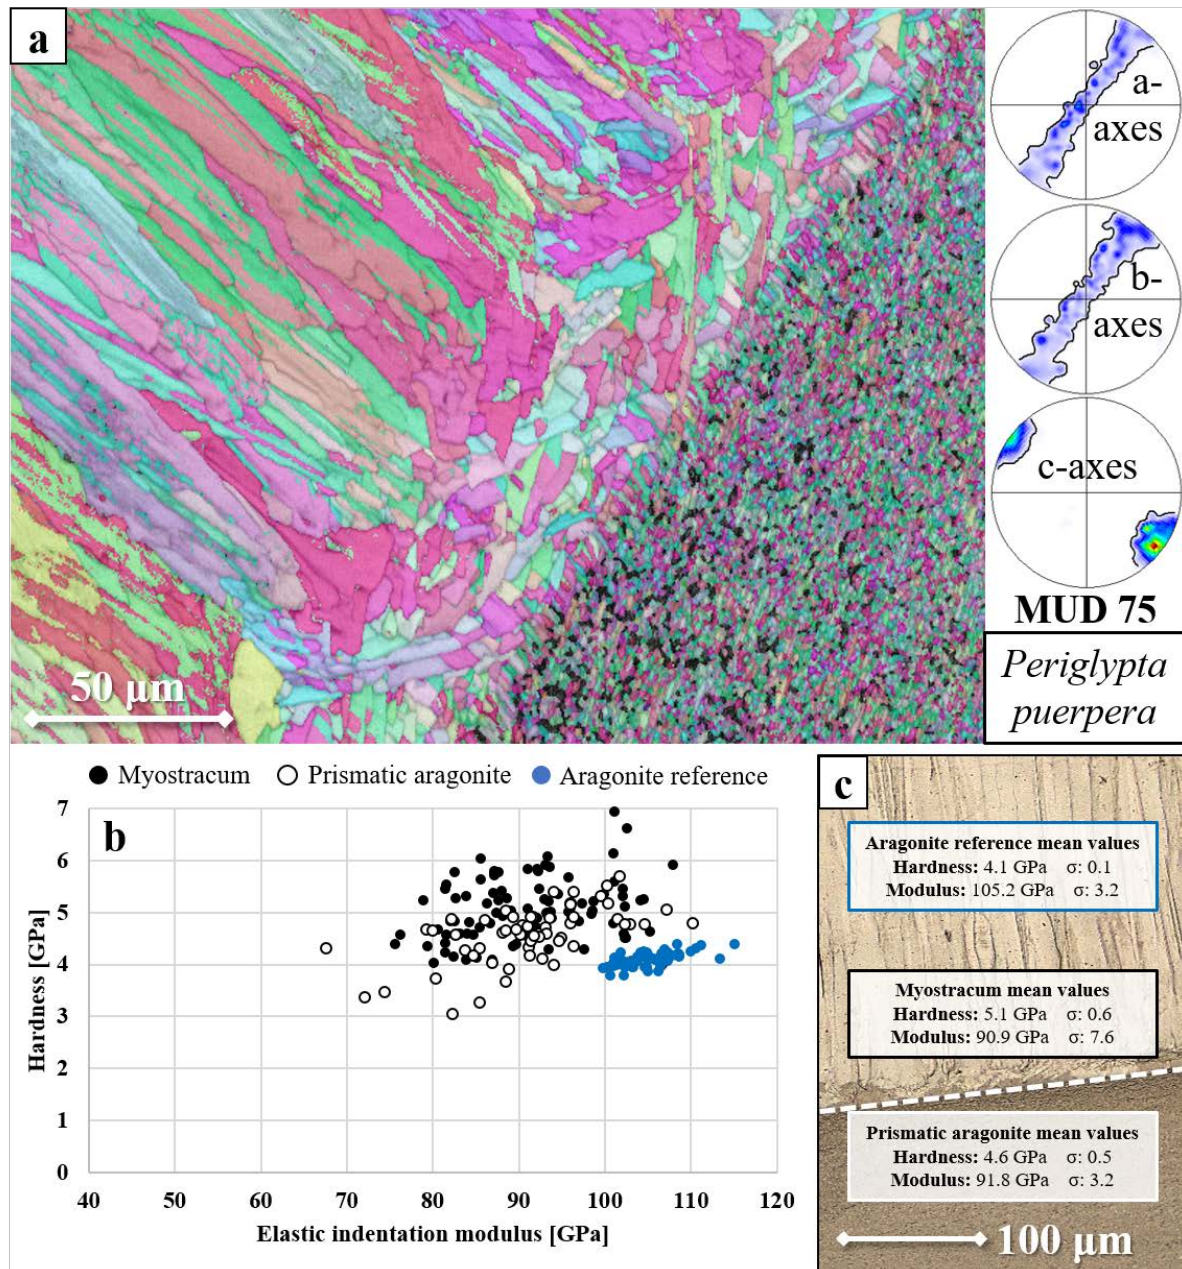 a
a-
axes
b-
axes
c-axes
MUD 75
Periglypta
puerpera
50 µm
Myostracum Prismatic aragonite Aragonite reference
b
7
6
5
4
3
2
1
0
Hardness [GPa]
40 50 60 70 80 90 100 110 120
Elastic indentation modulus [GPa]
c
Aragonite reference mean values
Hardness: 4.1 GPa σ: 0.1
Modulus: 105.2 GPa σ: 3.2
Myostracum mean values
Hardness: 5.1 GPa σ: 0.6
Modulus: 90.9 GPa σ: 7.6
Prismatic aragonite mean values
Hardness: 4.6 GPa σ: 0.5
Modulus: 91.8 GPa σ: 3.2
100 µm